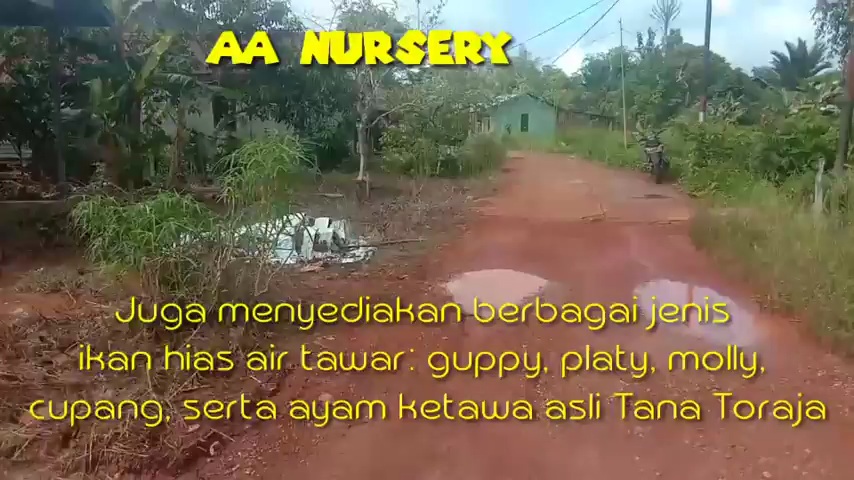 AA NURSERY
Juga menyediakan berbagai jenis
ikan hias air tawar: guppy, platy, molly,
cupang, serta ayam ketawa asli Tana Toraja